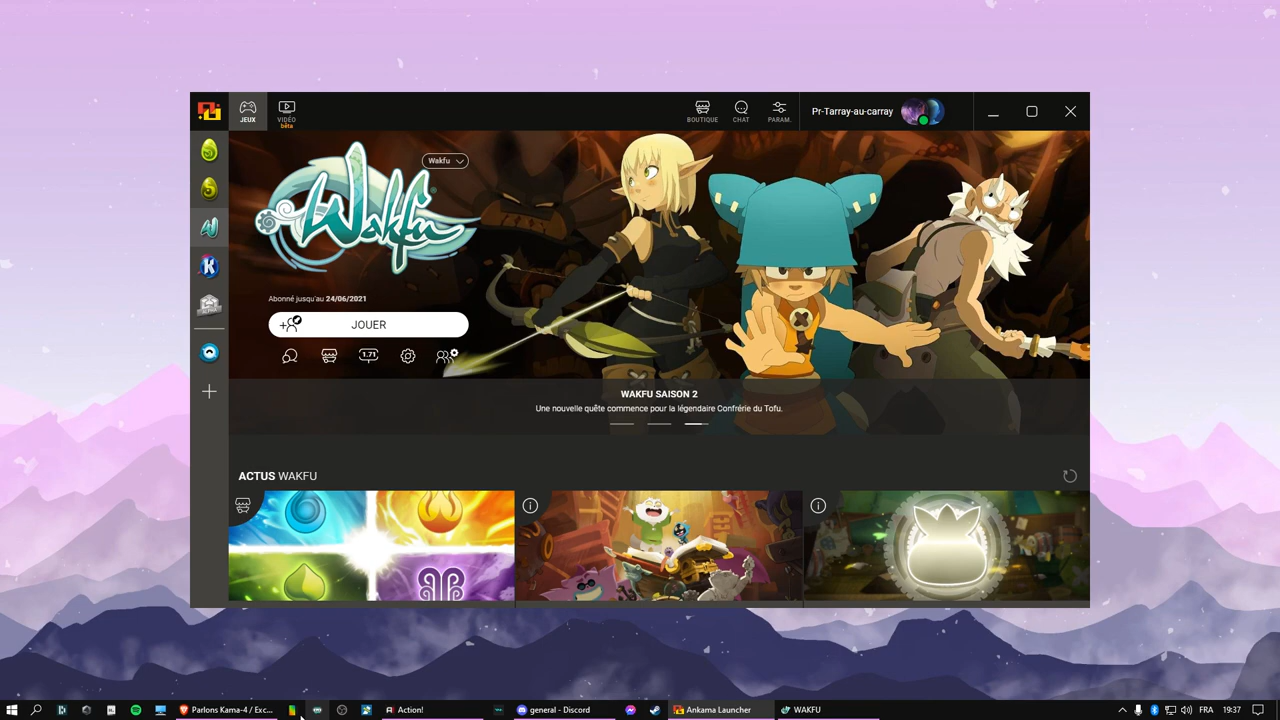 JEUX
VIDÉO
bêta
BOUTIQUE
CHAT
PARAM.
Pr-Tarray-au-carray
Wakfu
Wakfu
Abonné jusqu'au 24/06/2021
JOUER
1.71
WAKFU SAISON 2
Une nouvelle quête commence pour la légendaire Confrérie du Tofu.
ACTUS WAKFU
Parlons Kama-4 / Exc...
Action!
general - Discord
Ankama Launcher
WAKFU
FRA
19:37